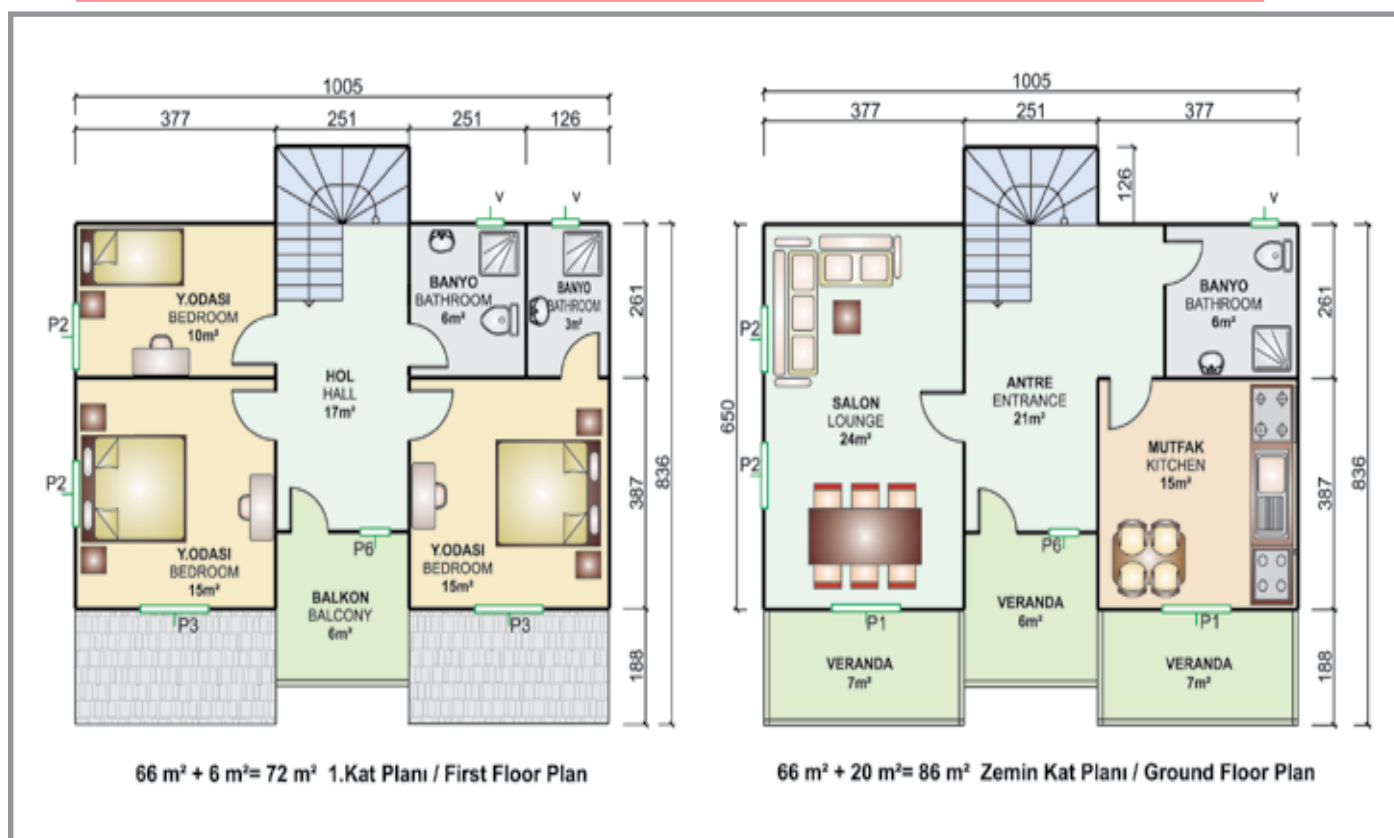 1005
377
251
251
126
v
v
Y.ODASI
BEDROOM
10m²
BANYO
BATHROOM
6m²
BANYO
BATHROOM
3m²
P2
261
HOL
HALL
17m²
P2
387
836
Y.ODASI
BEDROOM
15m²
P6
Y.ODASI
BEDROOM
15m²
BALKON
BALCONY
6m²
P3
P3
188
66 m² + 6 m²= 72 m² 1.Kat Planı / First Floor Plan
1005
377
251
377
126
v
BANYO
BATHROOM
6m²
P2
261
650
SALON
LOUNGE
24m²
ANTRE
ENTRANCE
21m²
MUTFAK
KITCHEN
15m²
P2
387
836
P6
VERANDA
6m²
P1
P1
VERANDA
7m²
VERANDA
7m²
188
66 m² + 20 m²= 86 m² Zemin Kat Planı / Ground Floor Plan